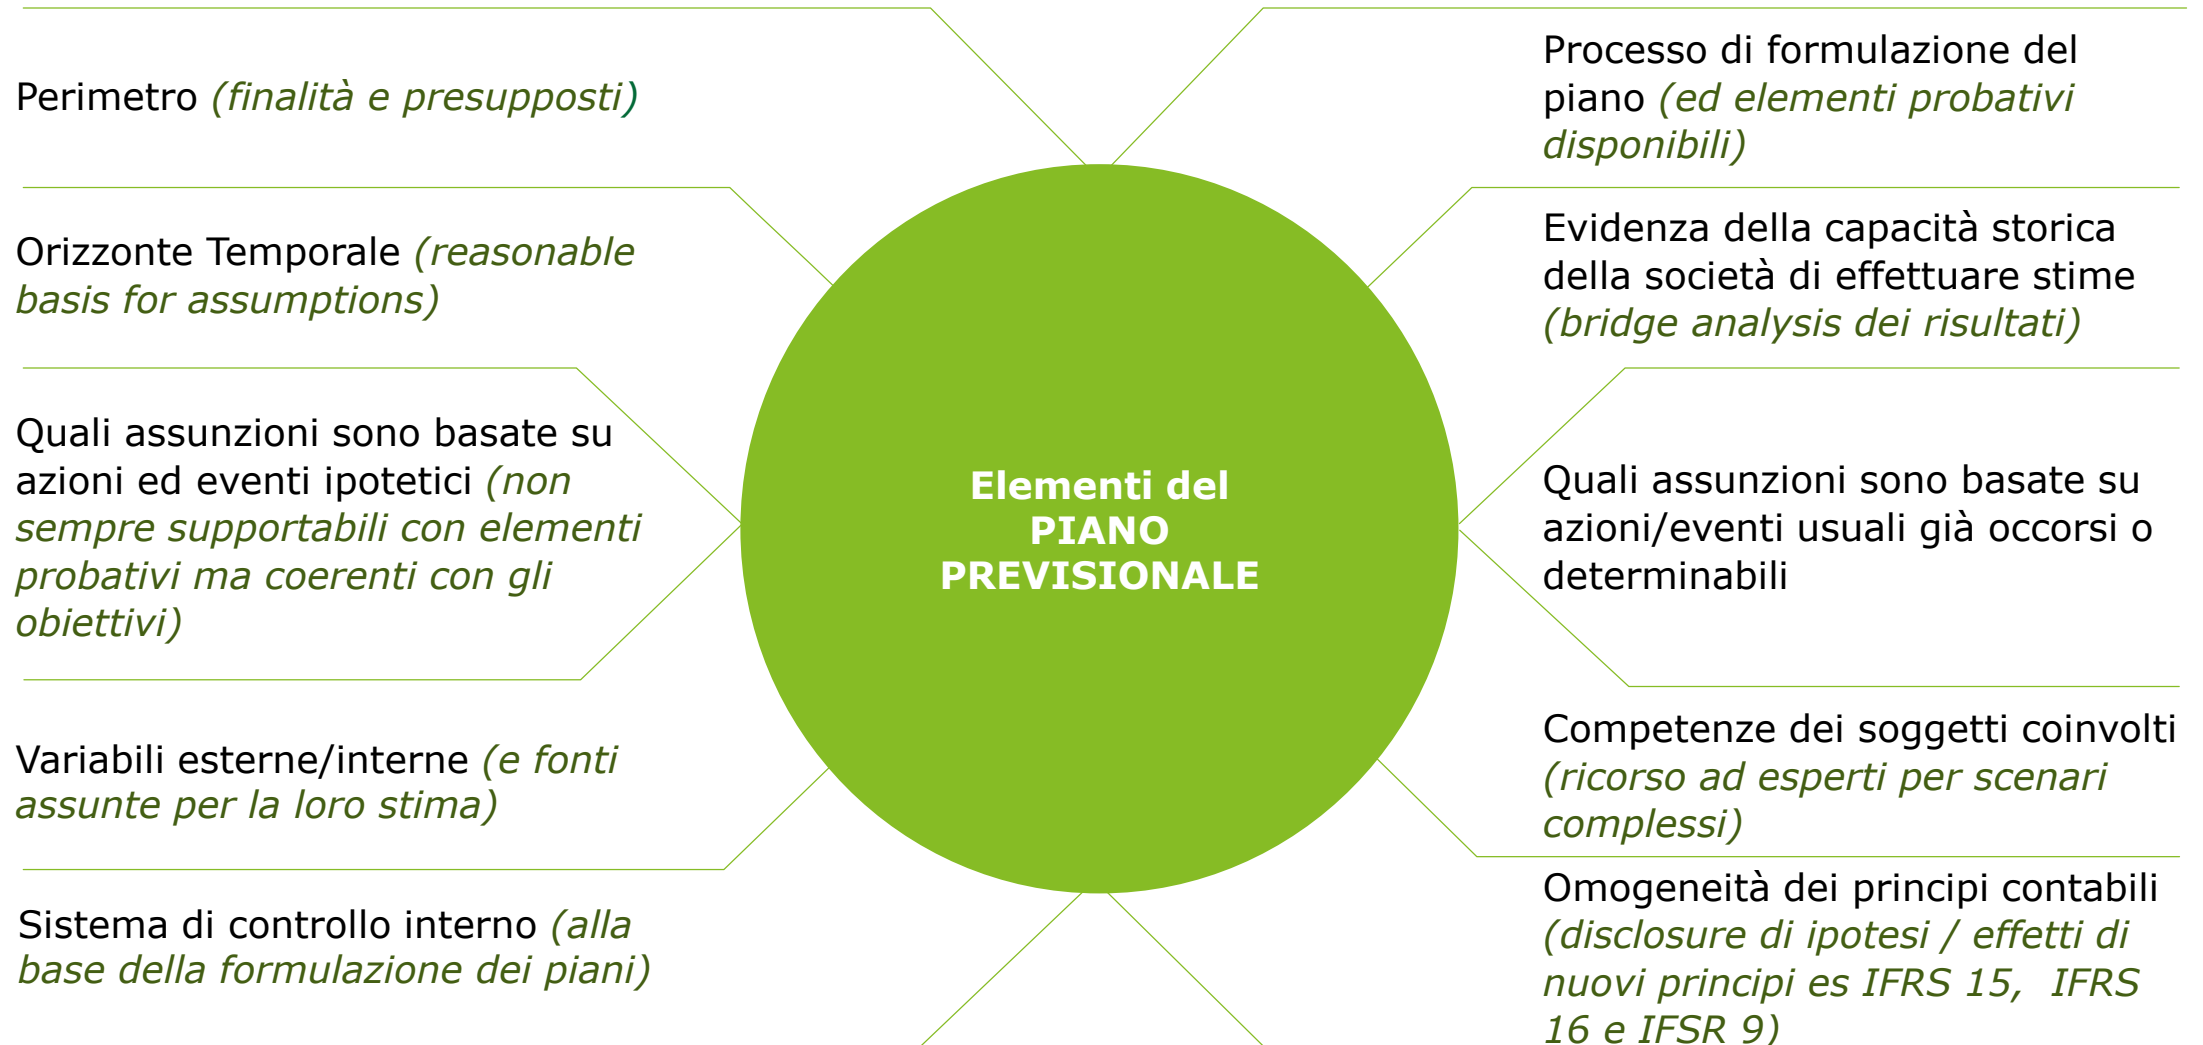 Perimetro (finalità e presupposti)
Orizzonte Temporale (reasonable
basis for assumptions)
Quali assunzioni sono basate su
azioni ed eventi ipotetici (non
sempre supportabili con elementi
probativi ma coerenti con gli
obiettivi)
Variabili esterne/interne (e fonti
assunte per la loro stima)
Sistema di controllo interno (alla
base della formulazione dei piani)
Elementi del
PIANO
PREVISIONALE
Processo di formulazione del
piano (ed elementi probativi
disponibili)
Evidenza della capacità storica
della società di effettuare stime
(bridge analysis dei risultati)
Quali assunzioni sono basate su
azioni/eventi usuali già occorsi o
determinabili
Competenze dei soggetti coinvolti
(ricorso ad esperti per scenari
complessi)
Omogeneità dei principi contabili
(disclosure di ipotesi / effetti di
nuovi principi es IFRS 15,  IFRS
16 e IFSR 9)